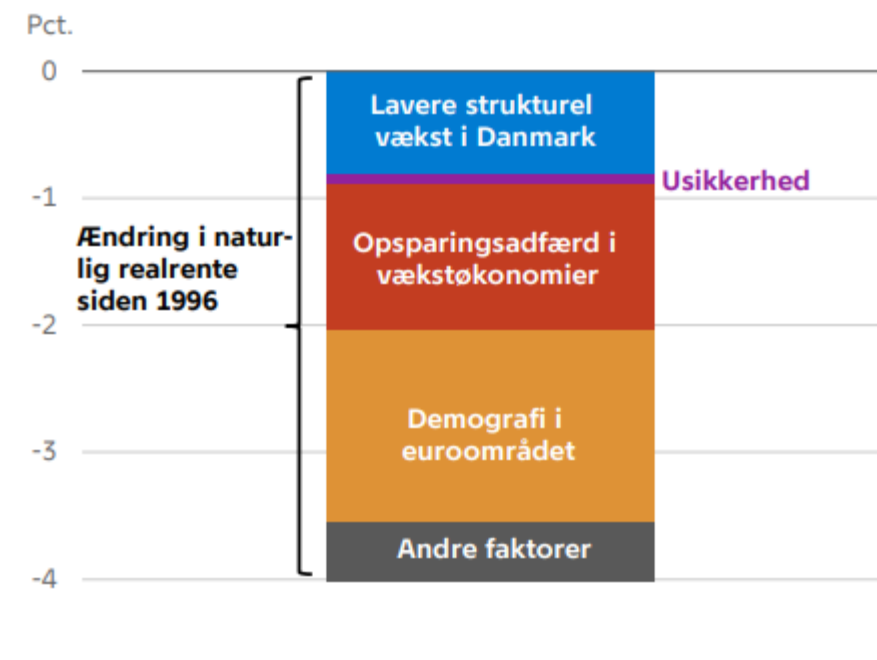 Pct.
0
Lavere strukturel
vækst i Danmark
Usikkerhed
-1
Ændring i natur-
lig realrente
siden 1996
Opsparingsadfærd i
vækstøkonomier
-2
Demografi i
euroområdet
-3
Andre faktorer
-4